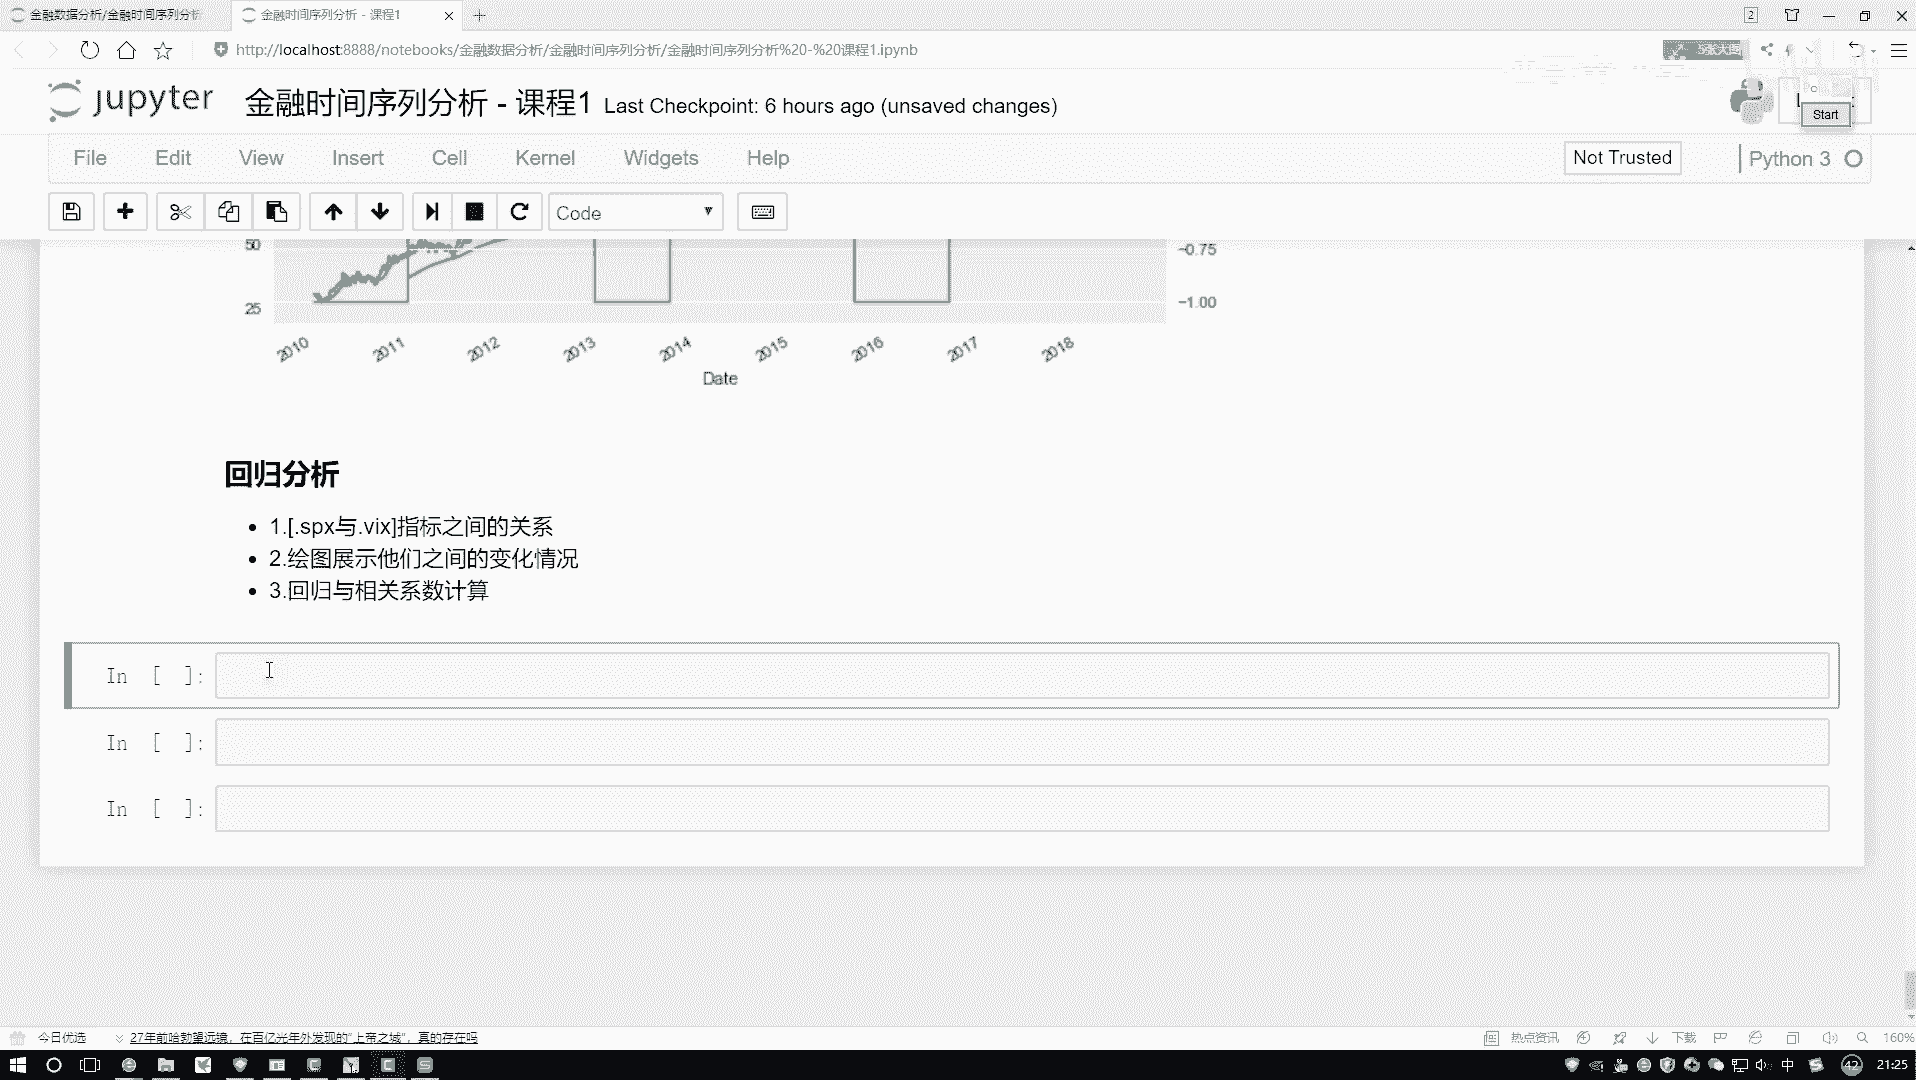 金融数据分析/金融时间序列分析
金融时间序列分析 - 课程1
2
http://localhost:8888/notebooks/金融数据分析/金融时间序列分析/金融时间序列分析%20-%20课程1.ipynb
5张大图
jupyter 金融时间序列分析 - 课程1 Last Checkpoint: 6 hours ago (unsaved changes)
Start
File Edit View Insert Cell Kernel Widgets Help
Not Trusted
Python 3
Code
50
-0.75
25
-1.00
2010 2011 2012 2013 2014 2015 2016 2017 2018
Date
回归分析
1.[.spx与.vix]指标之间的关系
2.绘图展示他们之间的变化情况
3.回归与相关系数计算
In [ ]:
In [ ]:
In [ ]:
今日优选
27年前哈勃望远镜，在百亿光年外发现的“上帝之城”，真的存在吗
热点资讯
下载
160%
中
42
21:25